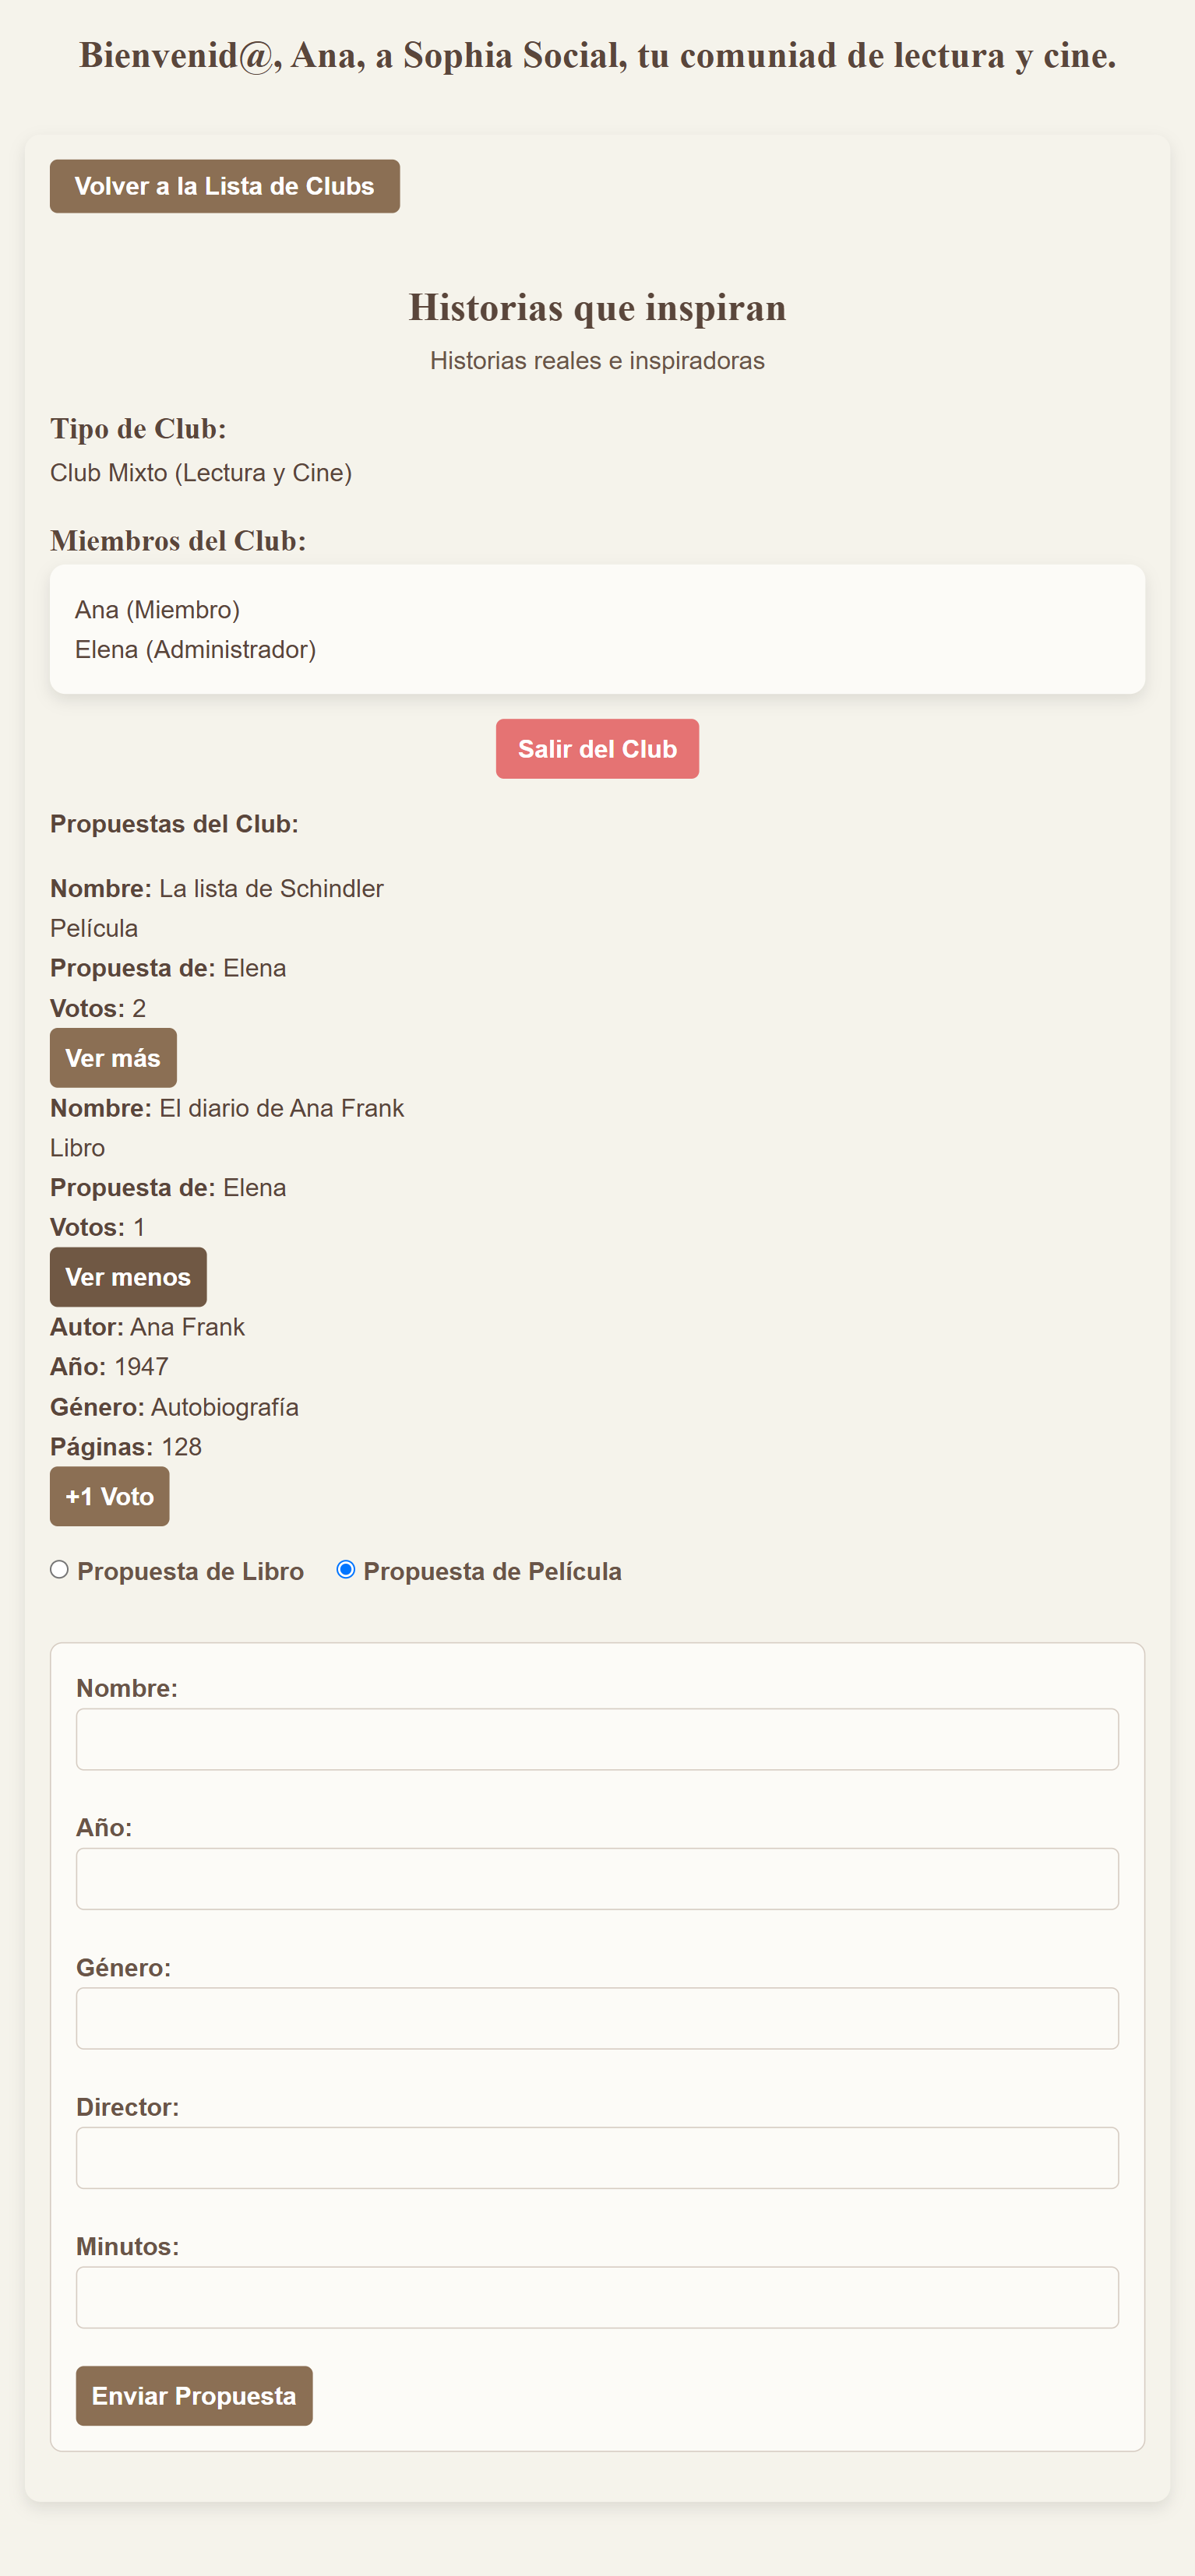 Bienvenid@, Ana, a Sophia Social, tu comuniad de lectura y cine.
Volver a la Lista de Clubs
Historias que inspiran
Historias reales e inspiradoras
Tipo de Club:
Club Mixto (Lectura y Cine)
Miembros del Club:
Ana (Miembro)
Elena (Administrador)
Salir del Club
Propuestas del Club:
Nombre: La lista de Schindler
Película
Propuesta de: Elena
Votos: 2
Ver más
Nombre: El diario de Ana Frank
Libro
Propuesta de: Elena
Votos: 1
Ver menos
Autor: Ana Frank
Año: 1947
Género: Autobiografía
Páginas: 128
+1 Voto
Propuesta de Libro Propuesta de Película
Nombre:
Año:
Género:
Director:
Minutos:
Enviar Propuesta